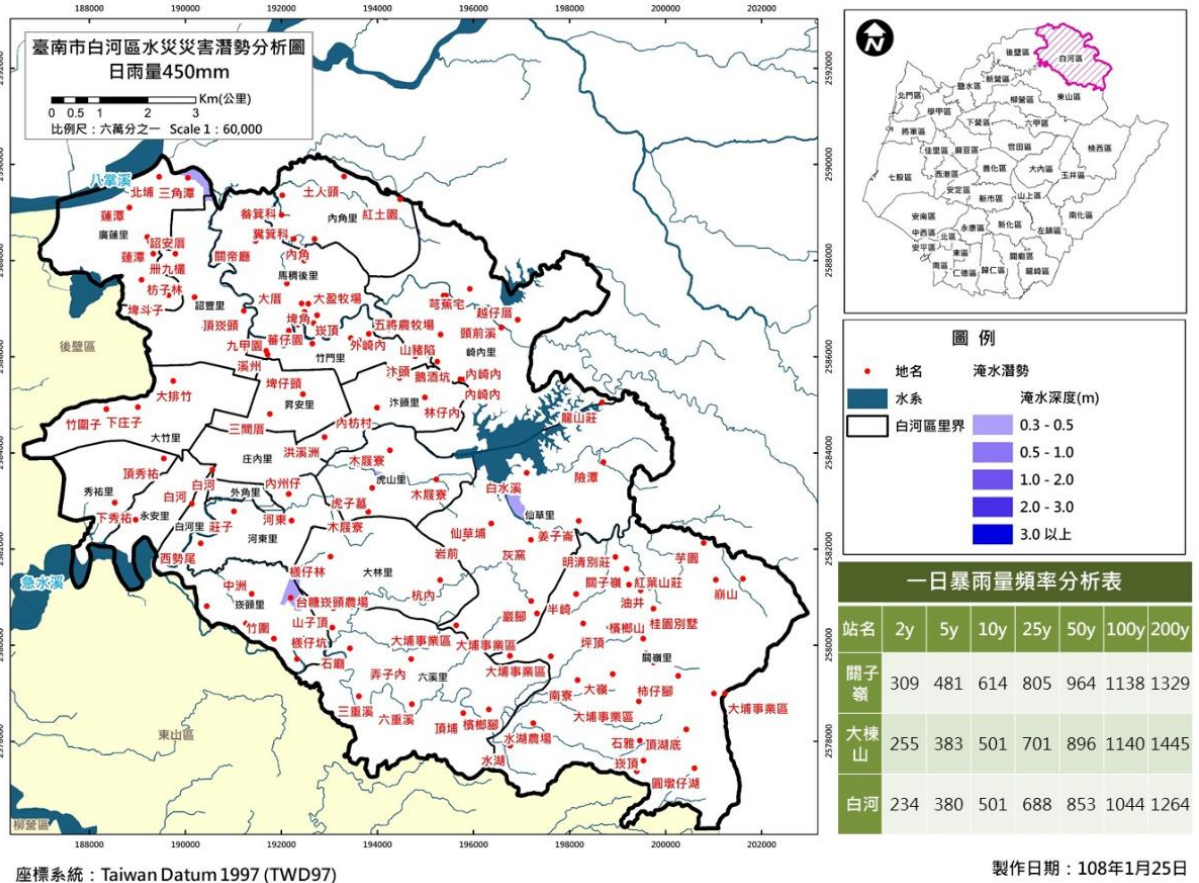 臺南市白河區水災災害潛勢分析圖
日雨量450mm
Km(公里)
0 0.5 1 2 3
比例尺：六萬分之一 Scale 1：60,000
188000 190000 192000 194000 196000 198000 200000 202000
2592000
2590000
2588000
2586000
2584000
2582000
2580000
2578000
八掌溪
北埔
三角潭
土人頭
番箕科
內角里
紅土園
蓮潭
廣蓮里
詔安厝
糞箕科
蓮潭
關帝廳
內角
卌九欉
馬稠後里
枋子林
詔豐里
大厝
大盈牧場
芎蕉宅
埤斗子
越仔厝
頂崁頭
埤角
崁頂
五將農牧場
頭前溪
九甲園
蕃仔園
外崎內
山豬陷
崎內里
後壁區
竹門里
溪州
汴頭
鵝酒坑
內崎內
埤仔頭
內崎內
大排竹
昇安里
汴頭里
林仔內
竹圍子
下庄子
三間厝
內枋村
龍山莊
大竹里
庄內里
洪溪洲
木屐寮
頂秀祐
虎山里
險潭
白河
內州仔
木屐寮
白水溪
秀祐里
白河
外角里
虎子墓
下秀祐
永安里
白河里
莊子
河東
木屐寮
仙草里
河東里
仙草埔
姜子崙
西勢尾
岩前
灰窯
芋園
明清別莊
檨仔林
大林里
急水溪
中洲
關子嶺
紅葉山莊
崩山
台糖崁頭農場
杭內
油井
崁頭里
巖腳
半崎
山子頂
檳榔山
桂園別墅
竹圍
大埔事業區
大埔事業區
坪頂
檨仔坑
關嶺里
石廟
大埔事業區
弄子內
六溪里
南寮
大嶺
柿仔腳
三重溪
六重溪
頂埔
檳榔腳
大埔事業區
大埔事業區
東山區
水湖農場
石雅
頂湖底
水湖
崁頂
圓墩仔湖
柳營區
座標系統：Taiwan Datum 1997 (TWD97)
N
後壁區
白河區
新營區
鹽水區
東山區
北門區
柳營區
學甲區
下營區
六甲區
將軍區
官田區
佳里區
麻豆區
楠西區
七股區
西港區
善化區
大內區
玉井區
安定區
山上區
新市區
安南區
南化區
中西區
北區
永康區
新化區
左鎮區
安平區
東區
關廟區
南區
仁德區
歸仁區
龍崎區
圖 例
地名
水系
白河區里界
淹水潛勢
淹水深度(m)
0.3 - 0.5
0.5 - 1.0
1.0 - 2.0
2.0 - 3.0
3.0 以上
一日暴雨量頻率分析表
站名 2y 5y 10y 25y 50y 100y 200y
關子嶺 309 481 614 805 964 1138 1329
大棟山 255 383 501 701 896 1140 1445
白河 234 380 501 688 853 1044 1264
製作日期：108年1月25日